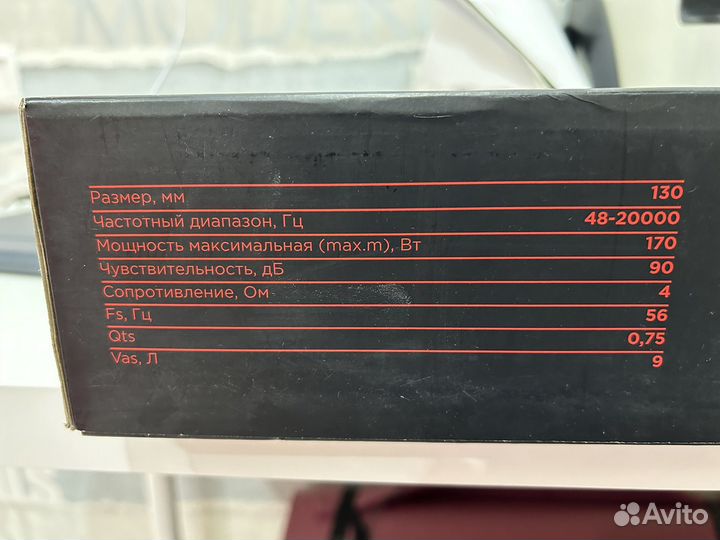 MODERN
Размер, мм 130
Частотный диапазон, Гц 48-20000
Мощность максимальная (max.m), Вт 170
Чувствительность, дБ 90
Сопротивление, Ом 4
Fs, Гц 56
Qts 0,75
Vas, Л 9
Avito